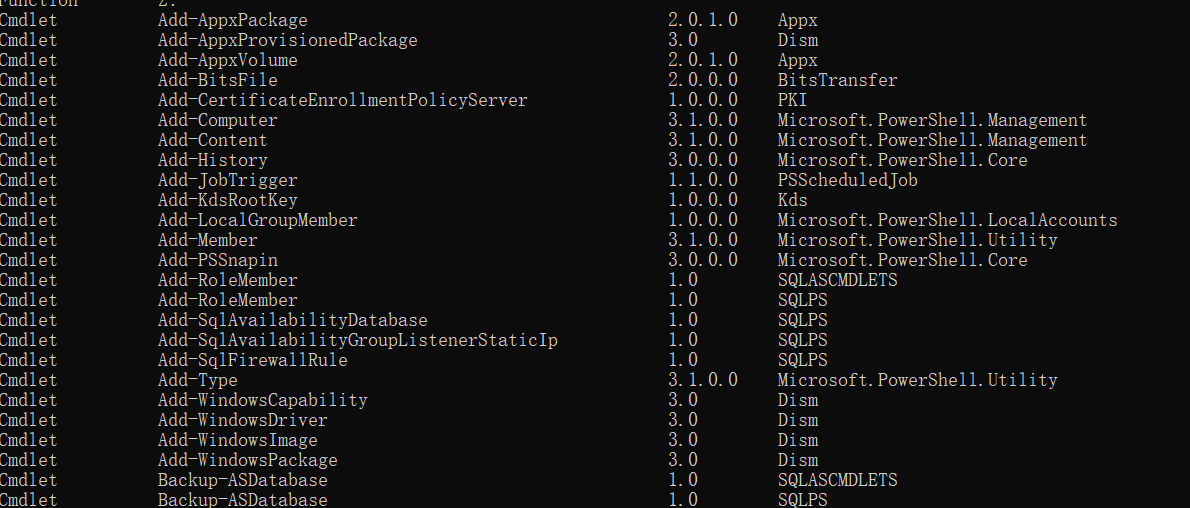 Function Z:
Cmdlet Add-AppxPackage 2.0.1.0 Appx
Cmdlet Add-AppxProvisionedPackage 3.0 Dism
Cmdlet Add-AppxVolume 2.0.1.0 Appx
Cmdlet Add-BitsFile 2.0.0.0 BitsTransfer
Cmdlet Add-CertificateEnrollmentPolicyServer 1.0.0.0 PKI
Cmdlet Add-Computer 3.1.0.0 Microsoft.PowerShell.Management
Cmdlet Add-Content 3.1.0.0 Microsoft.PowerShell.Management
Cmdlet Add-History 3.0.0.0 Microsoft.PowerShell.Core
Cmdlet Add-JobTrigger 1.1.0.0 PSScheduledJob
Cmdlet Add-KdsRootKey 1.0.0.0 Kds
Cmdlet Add-LocalGroupMember 1.0.0.0 Microsoft.PowerShell.LocalAccounts
Cmdlet Add-Member 3.1.0.0 Microsoft.PowerShell.Utility
Cmdlet Add-PSSnapin 3.0.0.0 Microsoft.PowerShell.Core
Cmdlet Add-RoleMember 1.0 SQLASCMDLETS
Cmdlet Add-RoleMember 1.0 SQLPS
Cmdlet Add-SqlAvailabilityDatabase 1.0 SQLPS
Cmdlet Add-SqlAvailabilityGroupListenerStaticIp 1.0 SQLPS
Cmdlet Add-SqlFirewallRule 1.0 SQLPS
Cmdlet Add-Type 3.1.0.0 Microsoft.PowerShell.Utility
Cmdlet Add-WindowsCapability 3.0 Dism
Cmdlet Add-WindowsDriver 3.0 Dism
Cmdlet Add-WindowsImage 3.0 Dism
Cmdlet Add-WindowsPackage 3.0 Dism
Cmdlet Backup-ASDatabase 1.0 SQLASCMDLETS
Cmdlet Backup-ASDatabase 1.0 SQLPS